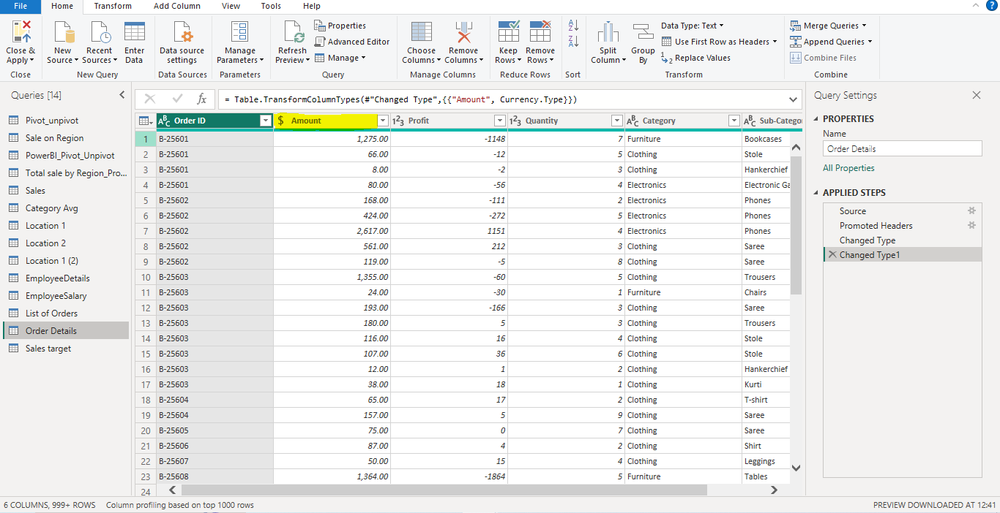 File Home Transform Add Column View Tools Help
Close & Apply
New Source
Recent Sources
Enter Data
Data source settings
Manage Parameters
Refresh Preview
Properties
Advanced Editor
Manage
Choose Columns
Remove Columns
Keep Rows
Remove Rows
Split Column
Group By
Data Type: Text
Use First Row as Headers
Replace Values
Merge Queries
Append Queries
Combine Files
Close New Query Data Sources Parameters Query Manage Columns Reduce Rows Sort Transform Combine
Queries [14]
Pivot_unpivot
Sale on Region
PowerBI_Pivot_Unpivot
Total sale by Region_Pro...
Sales
Category Avg
Location 1
Location 2
Location 1 (2)
EmployeeDetails
EmployeeSalary
List of Orders
Order Details
Sales target
fx = Table.TransformColumnTypes(#"Changed Type",{{"Amount", Currency.Type}})
ABC Order ID $ Amount 123 Profit 123 Quantity ABC Category ABC Sub-Catego
1 B-25601 1,275.00 -1148 7 Furniture Bookcases
2 B-25601 66.00 -12 5 Clothing Stole
3 B-25601 8.00 -2 3 Clothing Hankerchief
4 B-25601 80.00 -56 4 Electronics Electronic Ga
5 B-25602 168.00 -111 2 Electronics Phones
6 B-25602 424.00 -272 5 Electronics Phones
7 B-25602 2,617.00 1151 4 Electronics Phones
8 B-25602 561.00 212 3 Clothing Saree
9 B-25602 119.00 -5 8 Clothing Saree
10 B-25603 1,355.00 -60 5 Clothing Trousers
11 B-25603 24.00 -30 1 Furniture Chairs
12 B-25603 193.00 -166 3 Clothing Saree
13 B-25603 180.00 5 3 Clothing Trousers
14 B-25603 116.00 16 4 Clothing Stole
15 B-25603 107.00 36 6 Clothing Stole
16 B-25603 12.00 1 2 Clothing Hankerchief
17 B-25603 38.00 18 1 Clothing Kurti
18 B-25604 65.00 17 2 Clothing T-shirt
19 B-25604 157.00 5 9 Clothing Saree
20 B-25605 75.00 0 7 Clothing Saree
21 B-25606 87.00 4 2 Clothing Shirt
22 B-25607 50.00 15 4 Clothing Leggings
23 B-25608 1,364.00 -1864 5 Furniture Tables
24
Query Settings
PROPERTIES
Name
Order Details
All Properties
APPLIED STEPS
Source
Promoted Headers
Changed Type
Changed Type1
6 COLUMNS, 999+ ROWS Column profiling based on top 1000 rows
PREVIEW DOWNLOADED AT 12:41